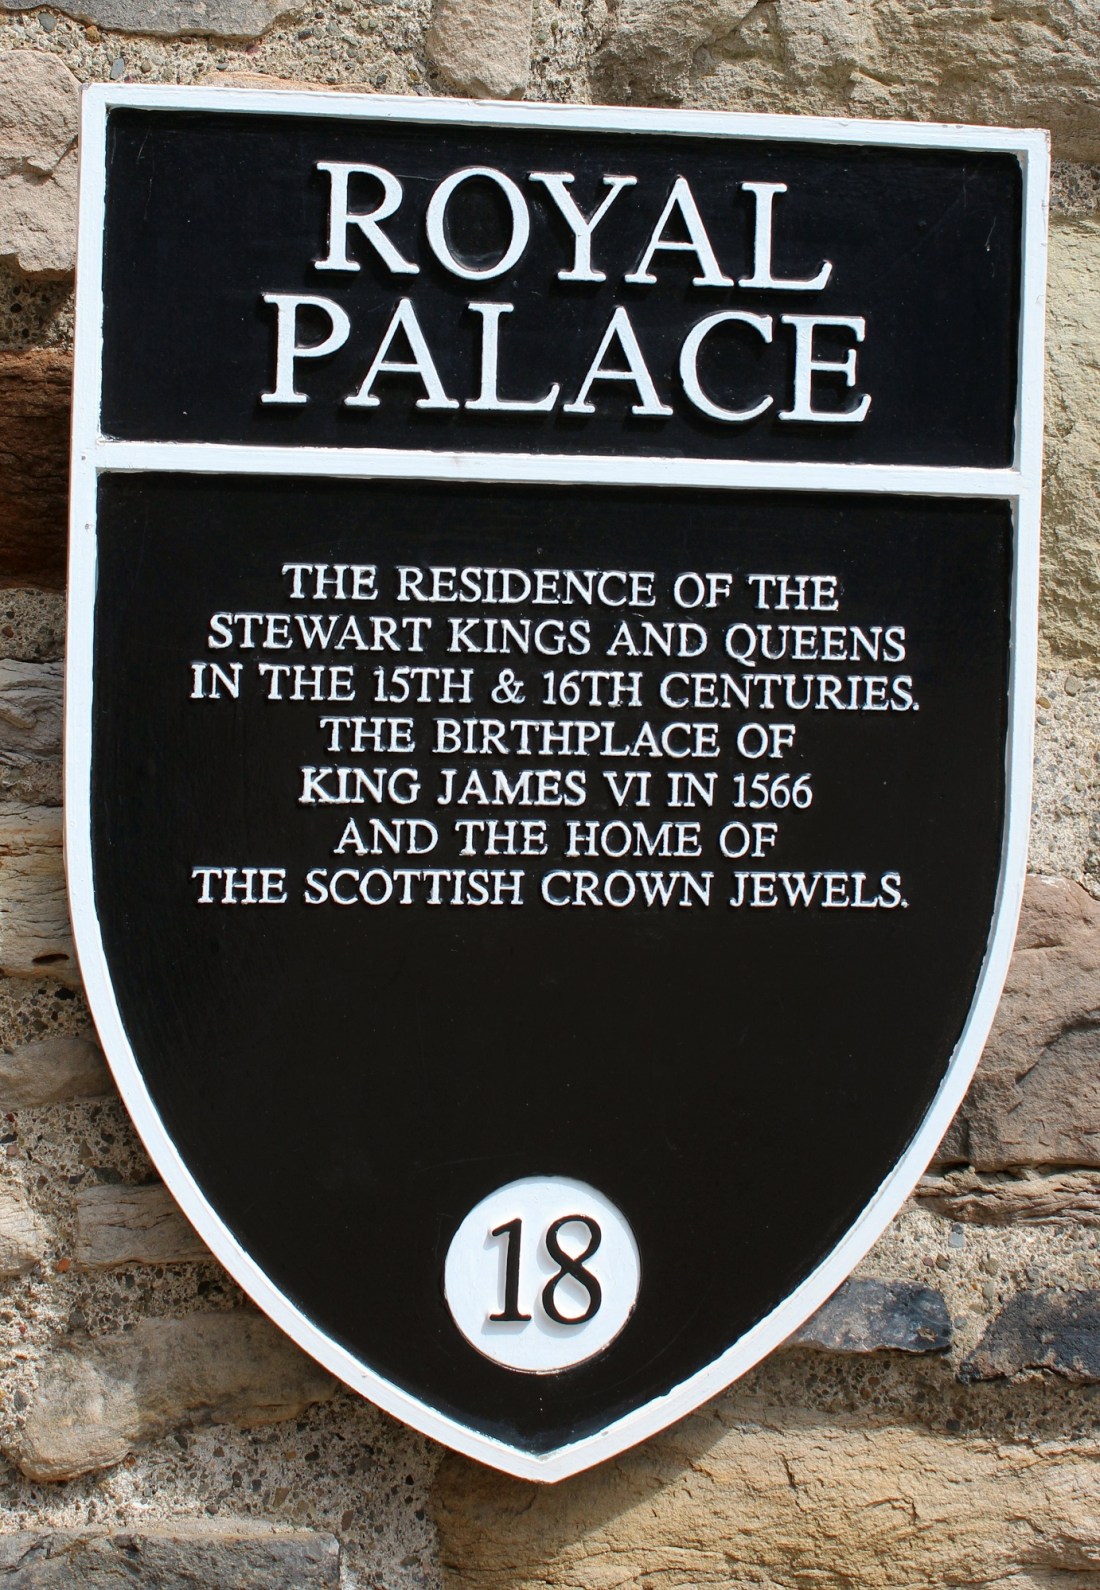 ROYAL
PALACE
THE RESIDENCE OF THE
STEWART KINGS AND QUEENS
IN THE 15TH & 16TH CENTURIES.
THE BIRTHPLACE OF
KING JAMES VI IN 1566
AND THE HOME OF
THE SCOTTISH CROWN JEWELS.
18